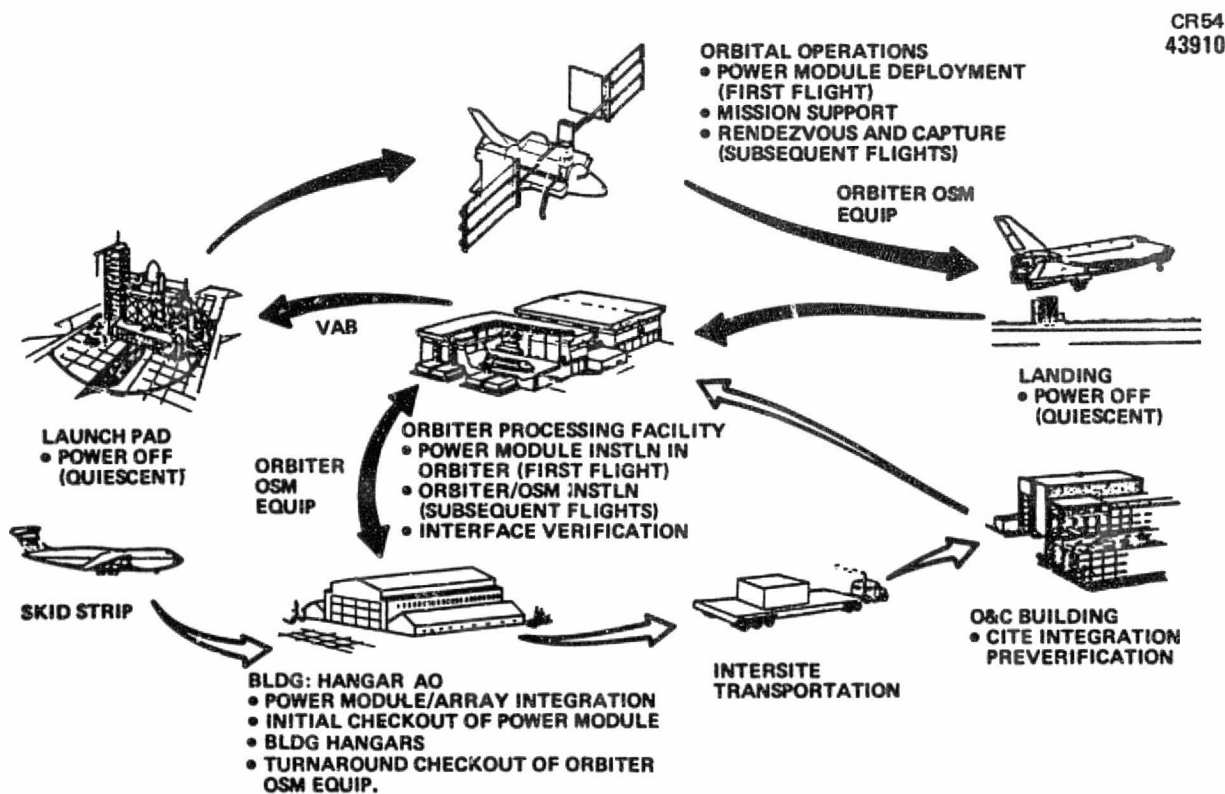 CR54
43910
ORBITAL OPERATIONS
• POWER MODULE DEPLOYMENT
(FIRST FLIGHT)
• MISSION SUPPORT
• RENDEZVOUS AND CAPTURE
(SUBSEQUENT FLIGHTS)
ORBITER OSM
EQUIP
VAB
LANDING
• POWER OFF
(QUIESCENT)
LAUNCH PAD
• POWER OFF
(QUIESCENT)
ORBITER
OSM
EQUIP
ORBITER PROCESSING FACILITY
• POWER MODULE INSTLN IN
ORBITER (FIRST FLIGHT)
• ORBITER/OSM INSTLN
(SUBSEQUENT FLIGHTS)
• INTERFACE VERIFICATION
SKID STRIP
O&C BUILDING
• CITE INTEGRATION
PREVERIFICATION
INTERSITE
TRANSPORTATION
BLDG: HANGAR AO
• POWER MODULE/ARRAY INTEGRATION
• INITIAL CHECKOUT OF POWER MODULE
• BLDG HANGARS
• TURNAROUND CHECKOUT OF ORBITER
OSM EQUIP.